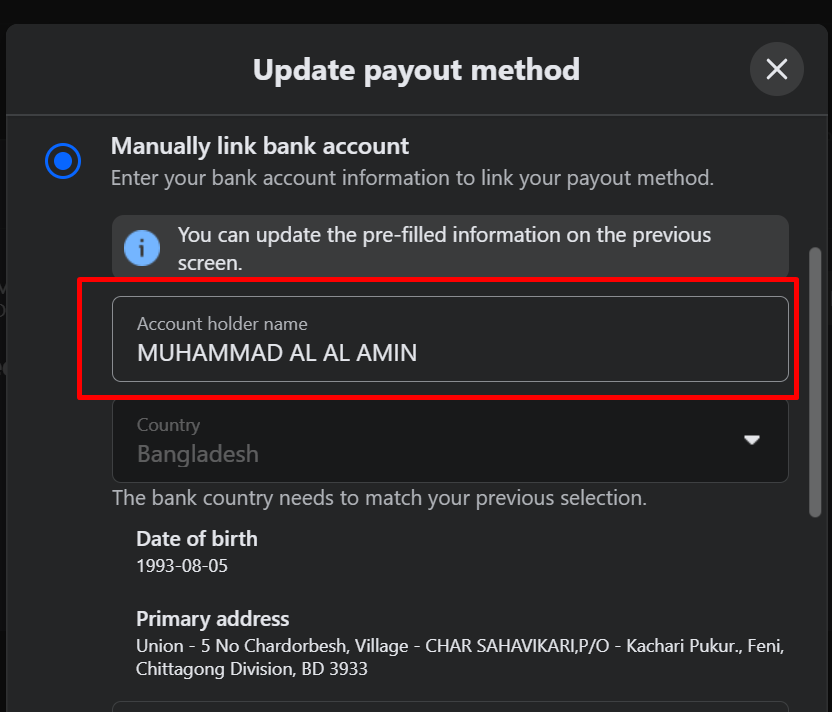 Update payout method
Manually link bank account
Enter your bank account information to link your payout method.
You can update the pre-filled information on the previous
screen.
Account holder name
MUHAMMAD AL AL AMIN
Country
Bangladesh
The bank country needs to match your previous selection.
Date of birth
1993-08-05
Primary address
Union - 5 No Chardorbesh, Village - CHAR SAHAVIKARI,P/O - Kachari Pukur., Feni,
Chittagong Division, BD 3933